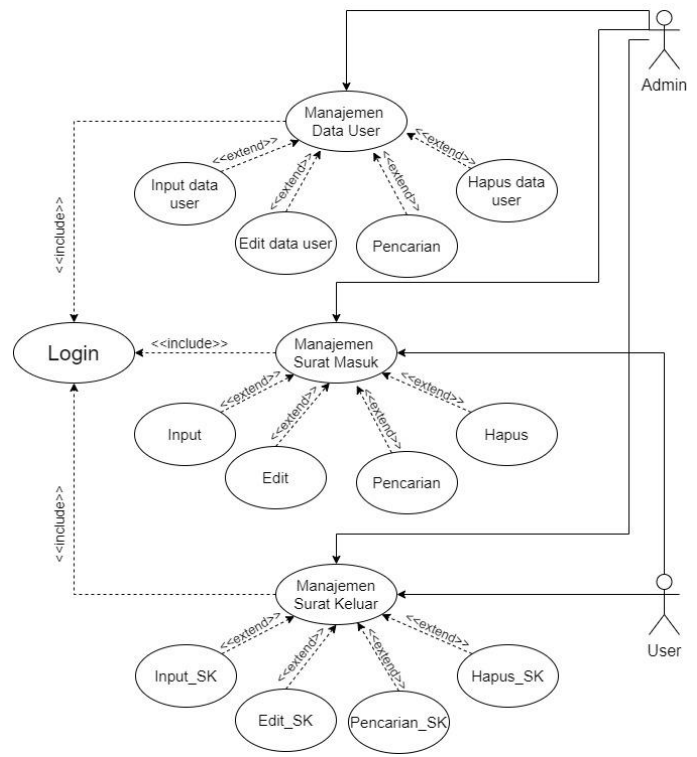 Admin
Manajemen
Data User
<<extend>>
<<extend>>
<<extend>>
<<extend>>
Input data
user
Edit data user
Pencarian
Hapus data
user
<<include>>
Login
<<include>>
Manajemen
Surat Masuk
<<extend>>
<<extend>>
<<extend>>
<<extend>>
Input
Edit
Pencarian
Hapus
<<include>>
Manajemen
Surat Keluar
User
<<extend>>
<<extend>>
<<extend>>
<<extend>>
Input_SK
Edit_SK
Pencarian_SK
Hapus_SK